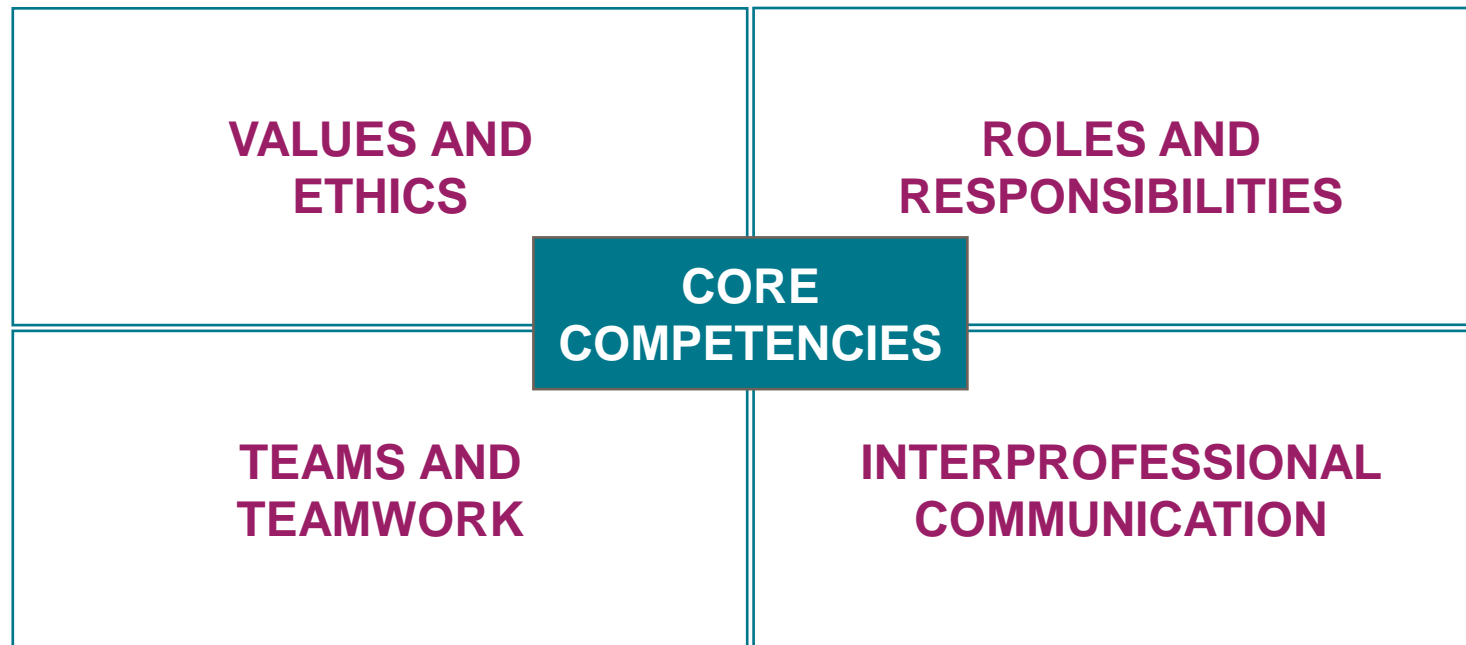 VALUES AND
ETHICS
ROLES AND
RESPONSIBILITIES
CORE
COMPETENCIES
TEAMS AND
TEAMWORK
INTERPROFESSIONAL
COMMUNICATION